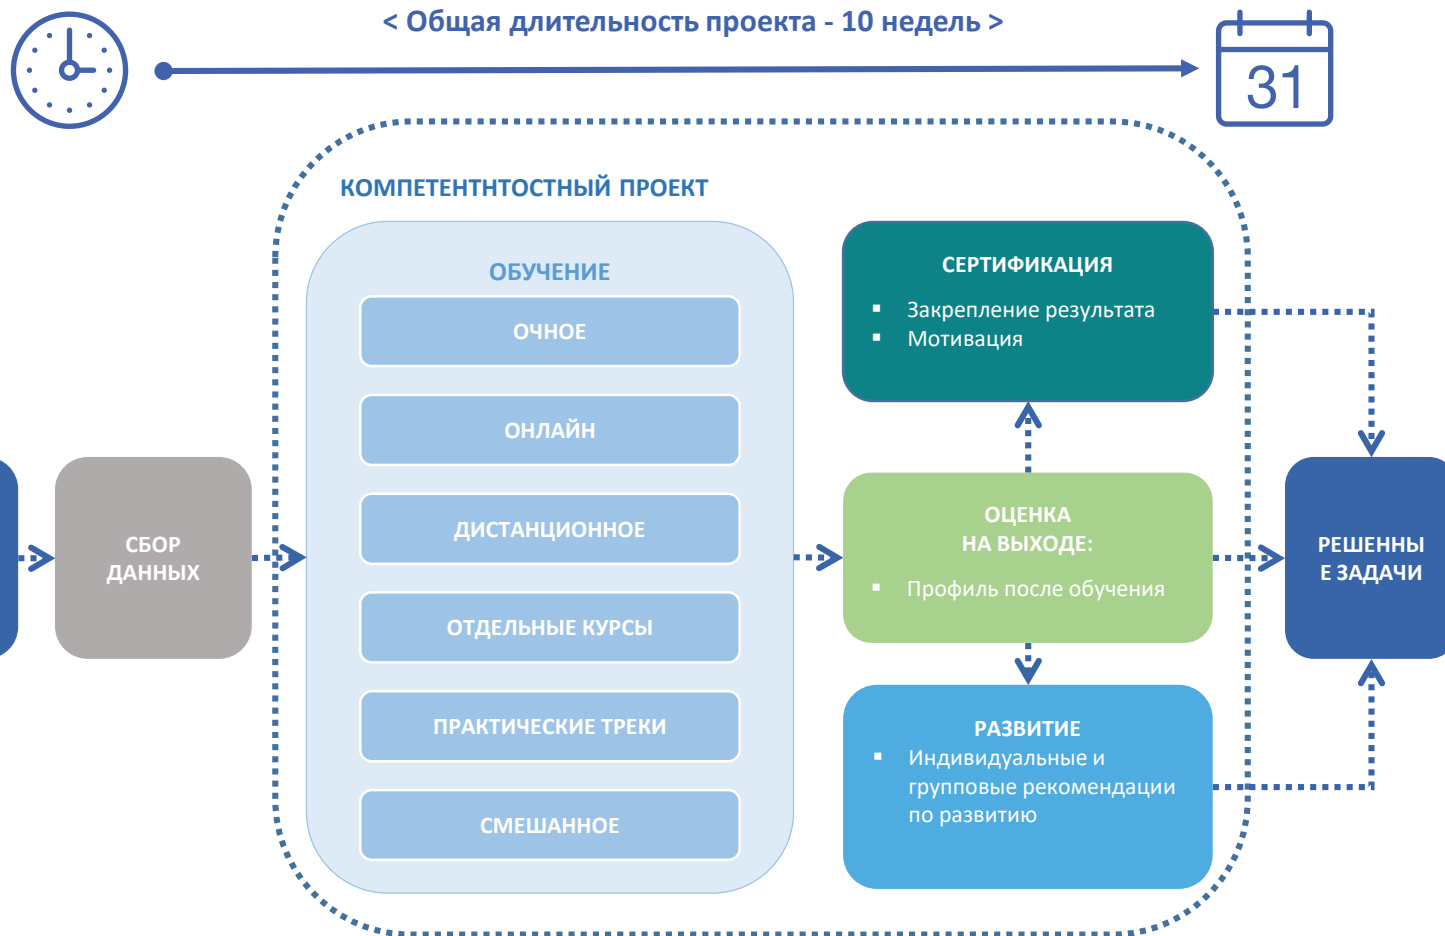 < Общая длительность проекта - 10 недель >
31
КОМПЕТЕНТНТОСТНЫЙ ПРОЕКТ
ОБУЧЕНИЕ
ОЧНОЕ
ОНЛАЙН
ДИСТАНЦИОННОЕ
ОТДЕЛЬНЫЕ КУРСЫ
ПРАКТИЧЕСКИЕ ТРЕКИ
СМЕШАННОЕ
СБОР
ДАННЫХ
СЕРТИФИКАЦИЯ
▪ Закрепление результата
▪ Мотивация
ОЦЕНКА
НА ВЫХОДЕ:
▪ Профиль после обучения
РАЗВИТИЕ
▪ Индивидуальные и
групповые рекомендации
по развитию
РЕШЕННЫ
Е ЗАДАЧИ